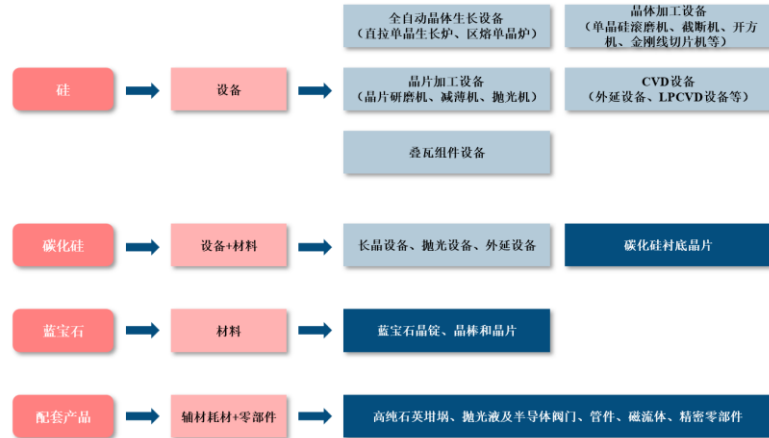 全自动晶体生长设备
（直拉单晶生长炉、区熔单晶炉）
晶体加工设备
（单晶硅滚磨机、截断机、开方
机、金刚线切片机等）
硅
设备
晶片加工设备
（晶片研磨机、减薄机、抛光机）
CVD设备
（外延设备、LPCVD设备等）
叠瓦组件设备
碳化硅
设备+材料
长晶设备、抛光设备、外延设备
碳化硅衬底晶片
蓝宝石
材料
蓝宝石晶锭、晶棒和晶片
配套产品
辅材耗材+零部件
高纯石英坩埚、抛光液及半导体阀门、管件、磁流体、精密零部件